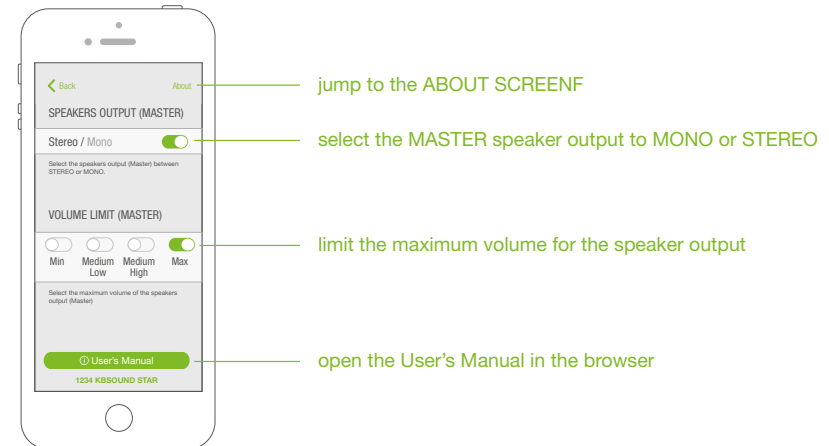 Back About
jump to the ABOUT SCREENF
SPEAKERS OUTPUT (MASTER)
Stereo / Mono
select the MASTER speaker output to MONO or STEREO
Select the speakers output (Master) between
STEREO or MONO.
VOLUME LIMIT (MASTER)
limit the maximum volume for the speaker output
Min Medium Medium Max
Low High
Select the maximum volume of the speakers
output (Master)
User's Manual
open the User's Manual in the browser
1234 KBSOUND STAR